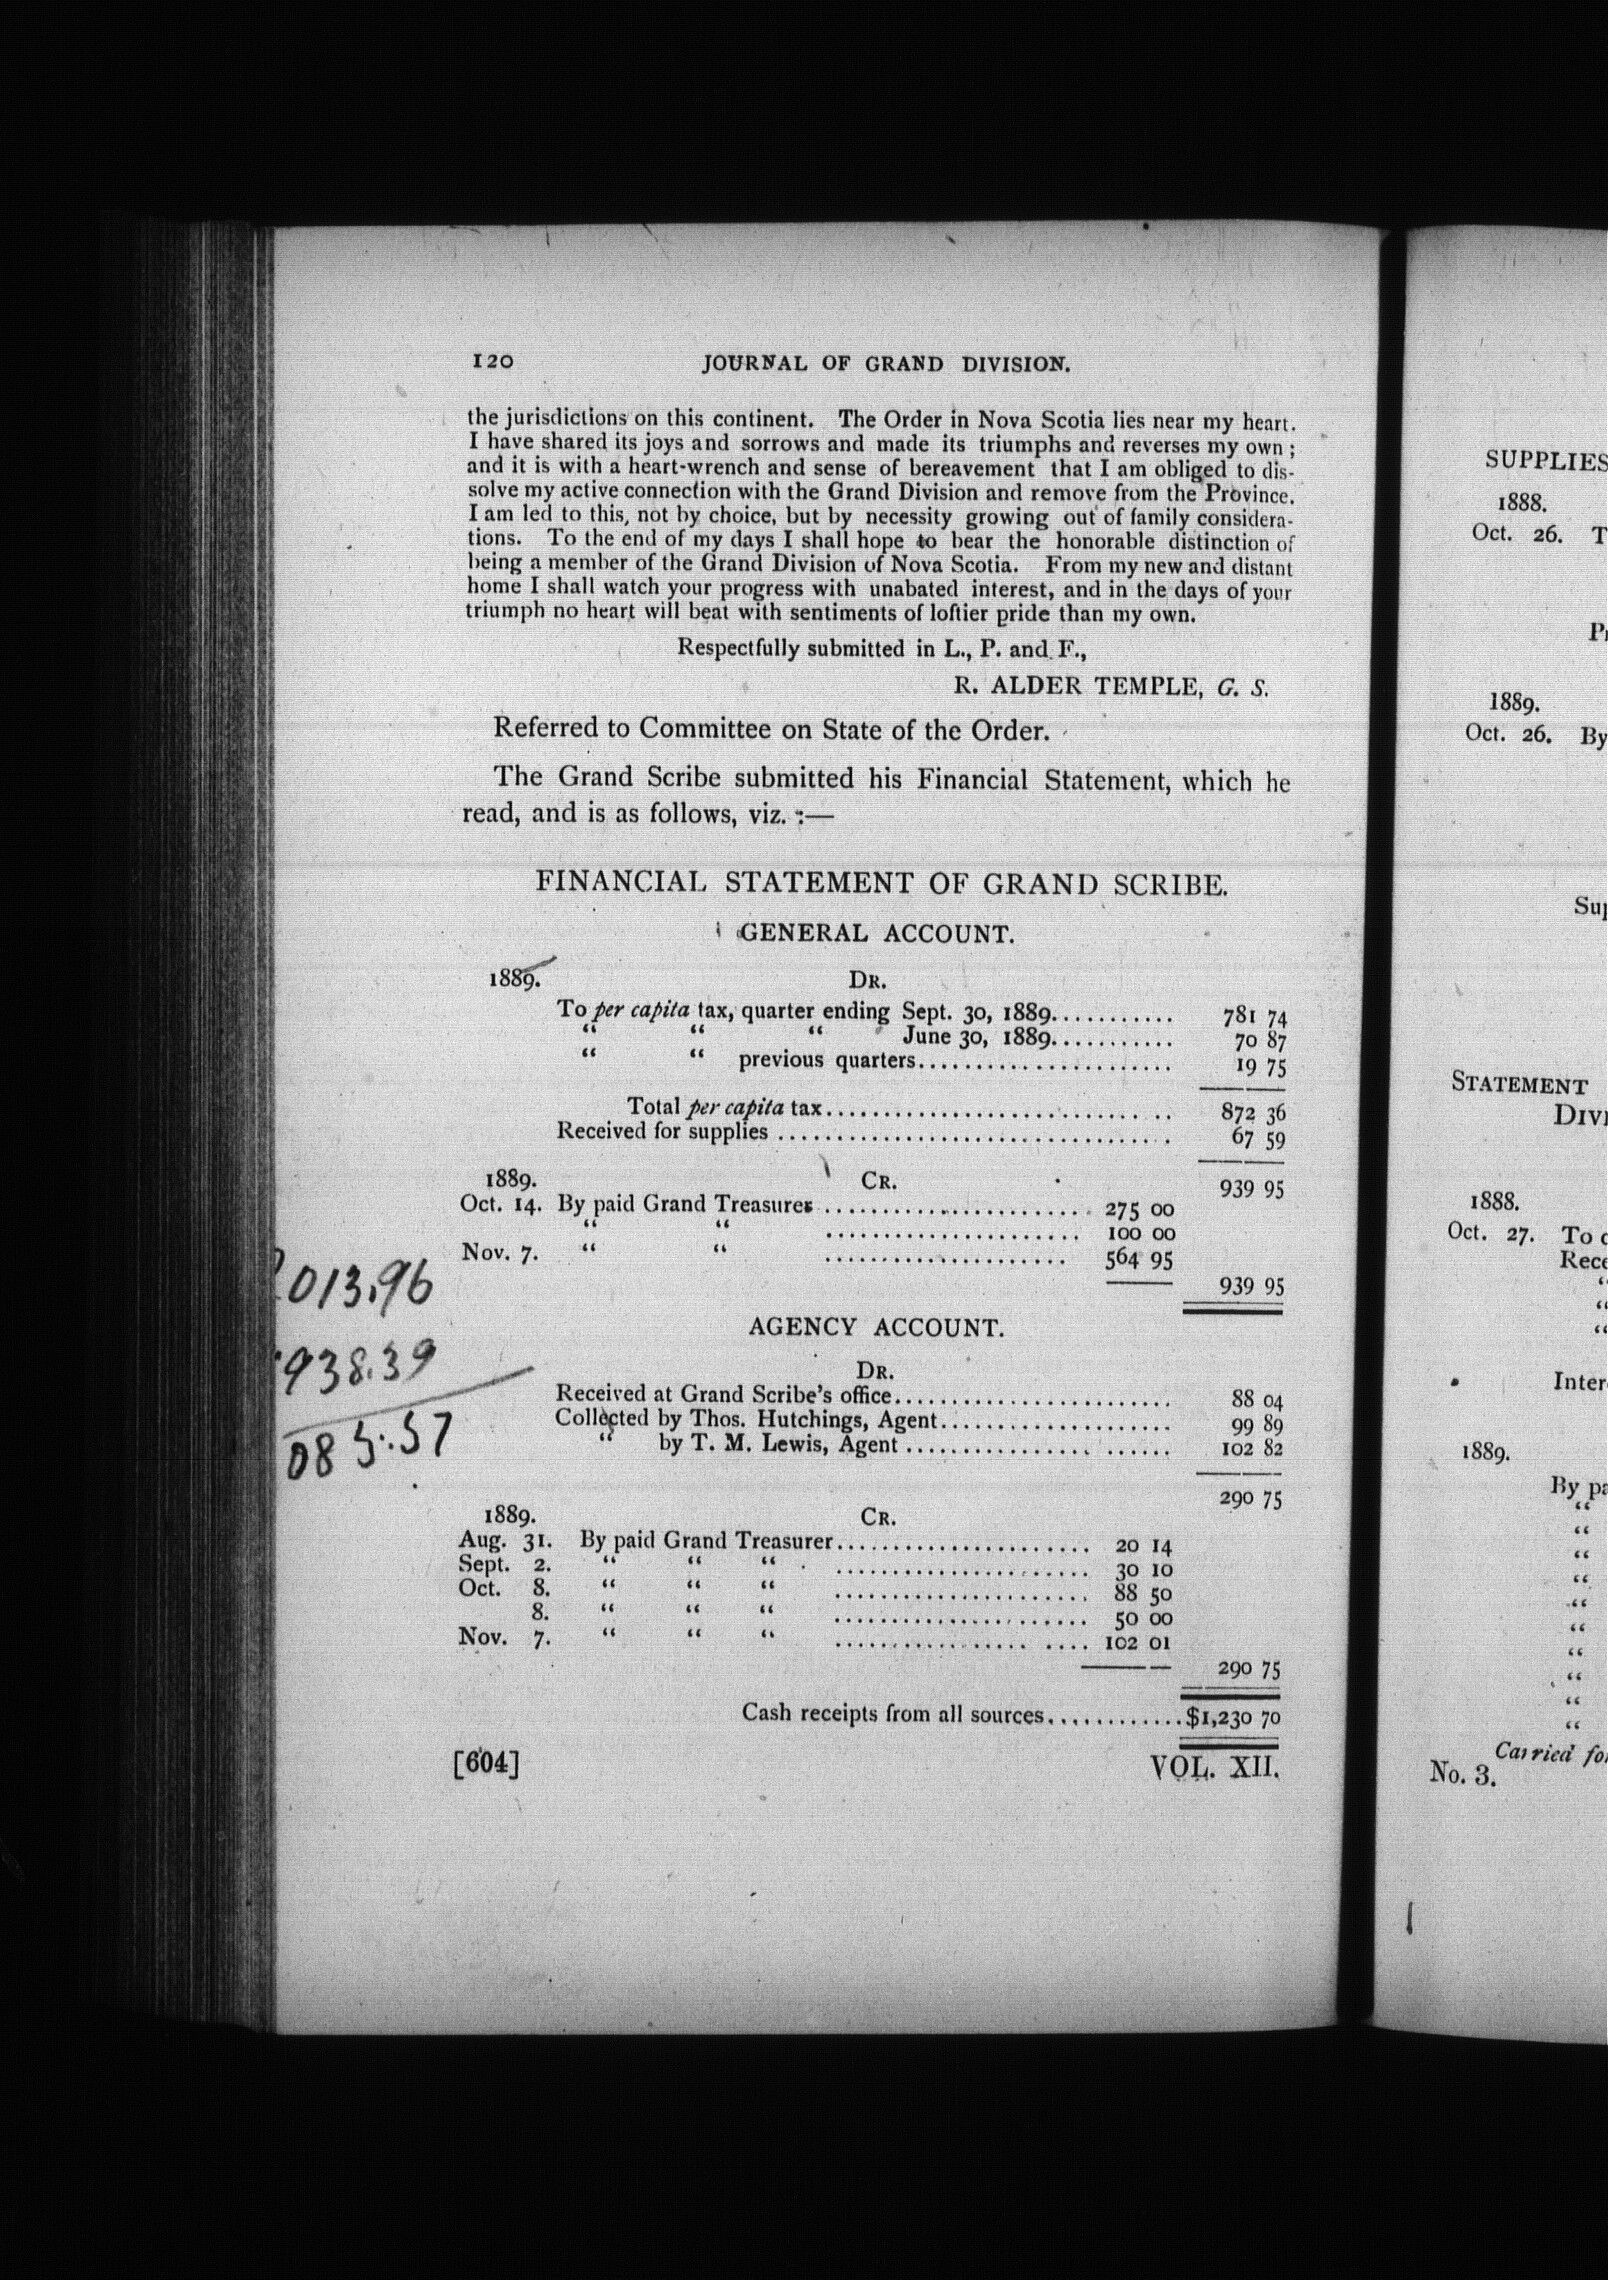 120 JOURNAL OF GRAND DIVISION.
the jurisdictions on this continent. The Order in Nova Scotia lies near my heart.
I have shared its joys and sorrows and made its triumphs and reverses my own ;
and it is with a heart-wrench and sense of bereavement that I am obliged to dis-
solve my active connection with the Grand Division and remove from the Province.
I am led to this, not by choice, but by necessity growing out of family considera-
tions. To the end of my days I shall hope to bear the honorable distinction of
being a member of the Grand Division of Nova Scotia. From my new and distant
home I shall watch your progress with unabated interest, and in the days of your
triumph no heart will beat with sentiments of loftier pride than my own.
Respectfully submitted in L., P. and F.,
R. ALDER TEMPLE, G. S.
Referred to Committee on State of the Order.
The Grand Scribe submitted his Financial Statement, which he
read, and is as follows, viz. :—
FINANCIAL STATEMENT OF GRAND SCRIBE.
GENERAL ACCOUNT.
1889. DR.
To per capita tax, quarter ending Sept. 30, 1889........... 781 74
“ “ “ June 30, 1889........... 70 87
“ “ previous quarters...................... 19 75
Total per capita tax.............................. 872 36
Received for supplies .................................. 67 59
1889. CR. 939 95
Oct. 14. By paid Grand Treasurer ....................... 275 00
“ “ ...................... 100 00
Nov. 7. “ “ ..................... 564 95
939 95
013.96
938.39
085.57
AGENCY ACCOUNT.
DR.
Received at Grand Scribe's office........................ 88 04
Collected by Thos. Hutchings, Agent.................... 99 89
“ by T. M. Lewis, Agent ...................... 102 82
290 75
1889. CR.
Aug. 31. By paid Grand Treasurer...................... 20 14
Sept. 2. “ “ “ ...................... 30 10
Oct. 8. “ “ “ ...................... 88 50
8. “ “ “ ...................... 50 00
Nov. 7. “ “ “ ..................... 102 01
290 75
Cash receipts from all sources............$1,230 70
[604] VOL. XII.
SUPPLIES
1888.
Oct. 26.
1889.
Oct. 26. By
STATEMENT
1888.
Oct. 27. To
“
“
“
1889.
By
“
“
“
“
“
“
“
“
“
“
Carried
No. 3.